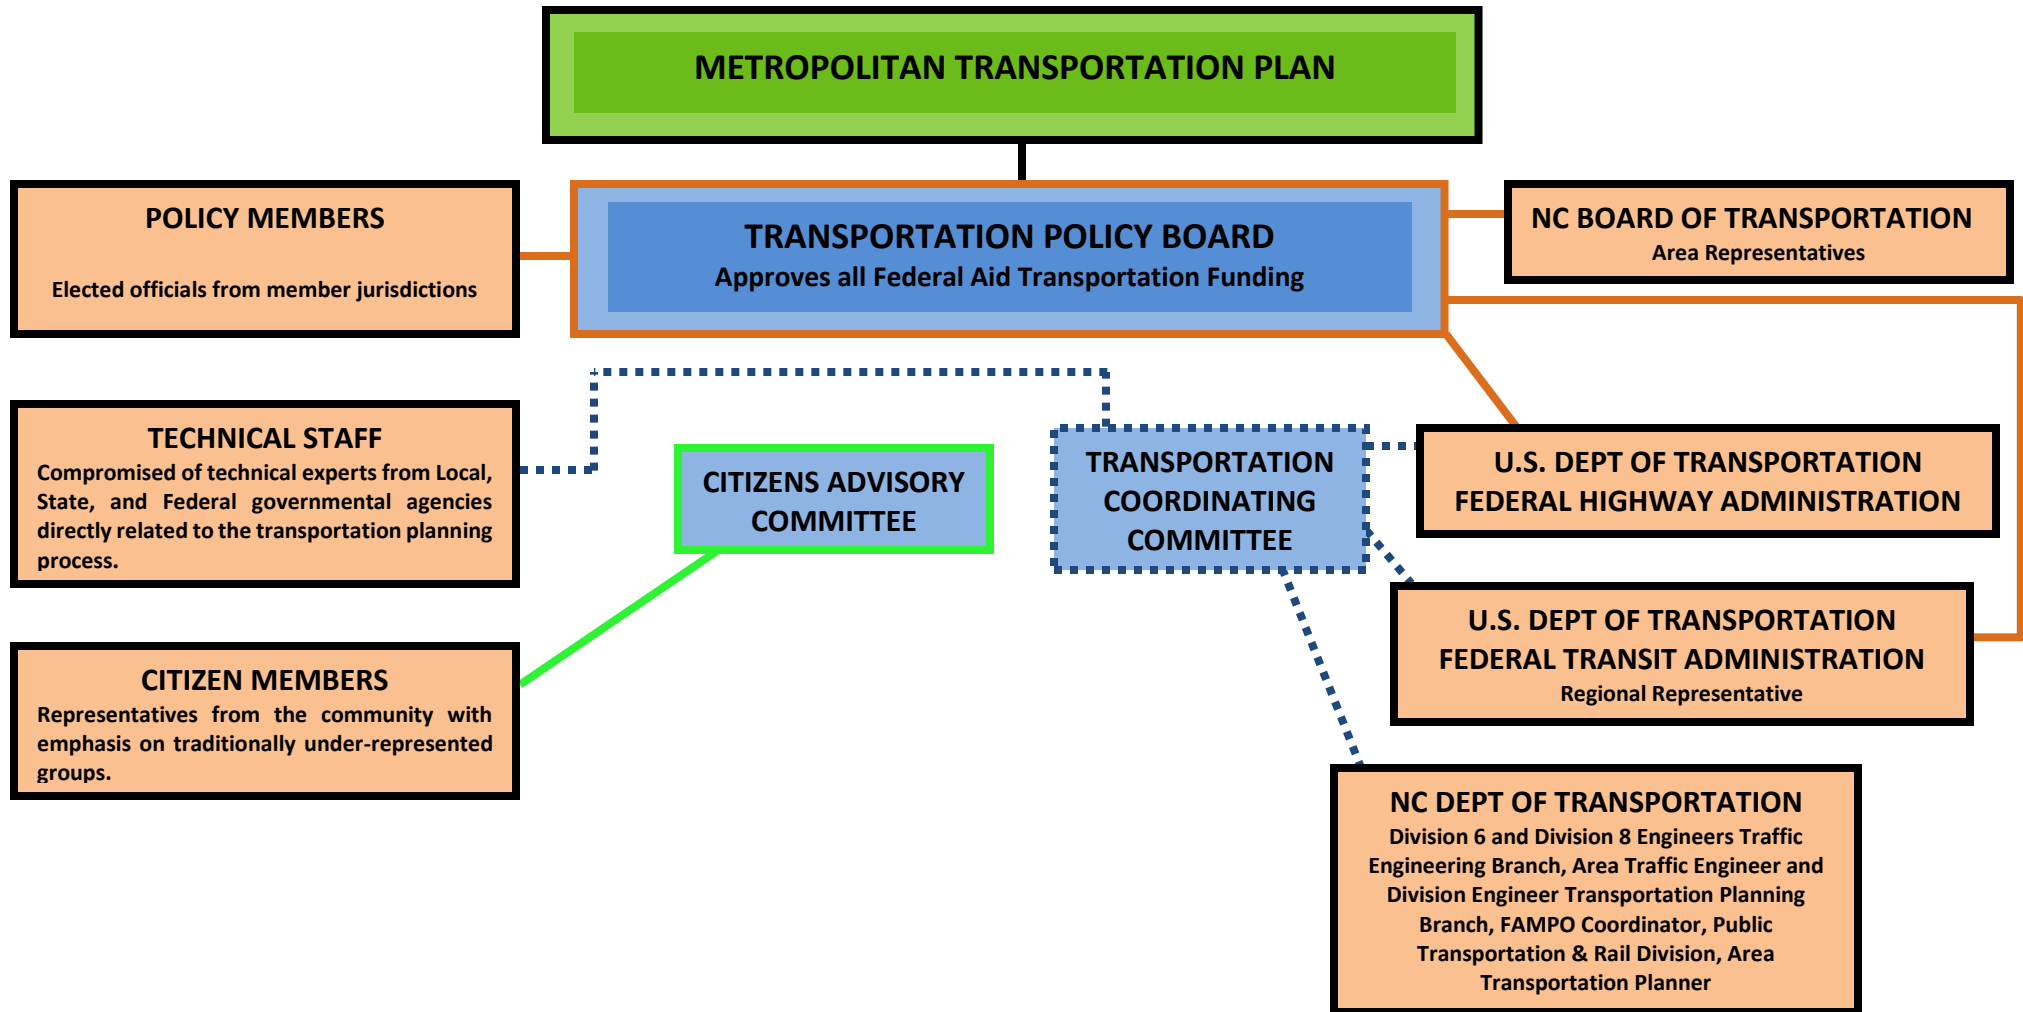 METROPOLITAN TRANSPORTATION PLAN
POLICY MEMBERS
Elected officials from member jurisdictions
TRANSPORTATION POLICY BOARD
Approves all Federal Aid Transportation Funding
NC BOARD OF TRANSPORTATION
Area Representatives
TECHNICAL STAFF
Compromised of technical experts from Local,
State, and Federal governmental agencies
directly related to the transportation planning
process.
CITIZENS ADVISORY
COMMITTEE
TRANSPORTATION
COORDINATING
COMMITTEE
U.S. DEPT OF TRANSPORTATION
FEDERAL HIGHWAY ADMINISTRATION
U.S. DEPT OF TRANSPORTATION
FEDERAL TRANSIT ADMINISTRATION
Regional Representative
CITIZEN MEMBERS
Representatives from the community with
emphasis on traditionally under-represented
groups.
NC DEPT OF TRANSPORTATION
Division 6 and Division 8 Engineers Traffic
Engineering Branch, Area Traffic Engineer and
Division Engineer Transportation Planning
Branch, FAMPO Coordinator, Public
Transportation & Rail Division, Area
Transportation Planner